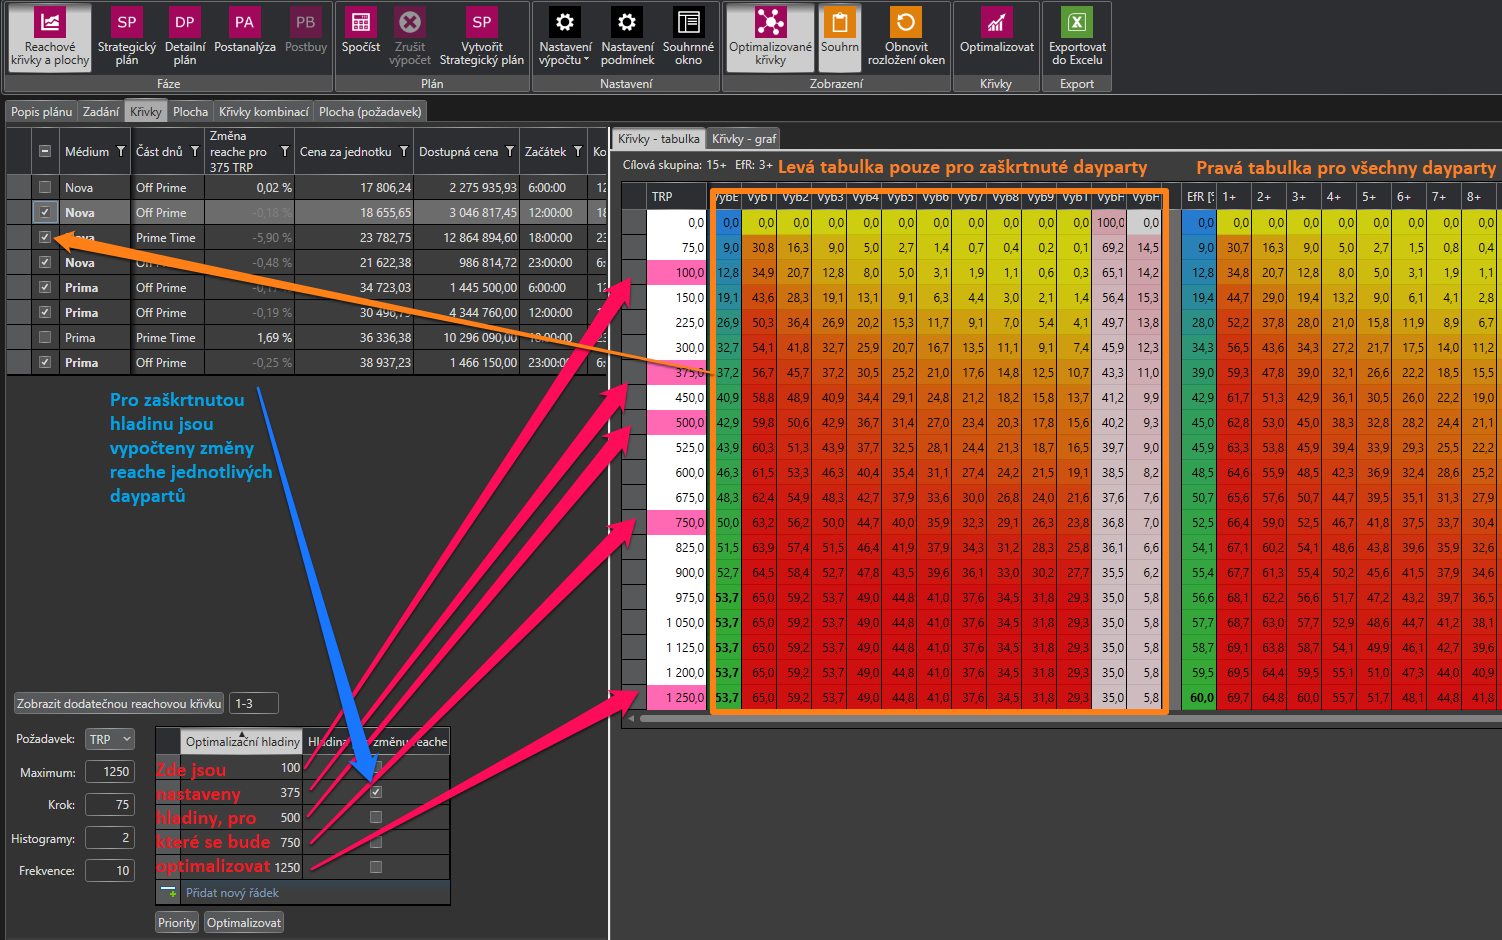 SP DP PA PB SP
Reachové křivky a plochy
Strategický plán
Detailní plán
Postanalýza
Postbuy
Spočíst
Zrušit výpočet
Vytvořit Strategický plán
Nastavení výpočtu
Nastavení podmínek
Souhrnné okno
Optimalizované křivky
Souhrn
Obnovit rozložení oken
Optimalizovat
Exportovat do Excelu
Fáze Plán Nastavení Zobrazení Křivky Export
Popis plánu Zadání Křivky Plocha Křivky kombinací Plocha (požadavek)
Médium Část dnů Změna reache pro 375 TRP Cena za jednotku Dostupná cena Začátek Ko
Nova Off Prime 0,02 % 17 806,24 2 275 935,93 6:00:00 12
Nova Off Prime -0,18 % 18 655,65 3 046 817,45 12:00:00 18
Prime Time -5,90 % 23 782,75 12 864 894,60 18:00:00 23
Nova Off Prime -0,48 % 21 622,38 986 814,72 23:00:00 6:
Prima Off Prime 34 723,03 1 445 500,00 6:00:00 12
Prima Off Prime -0,19 % 4 344 760,00 12:00:00 18
Prima Prime Time 1,69 % 36 336,38 10 296 090,00 18:00:00 23
Prima Off Prime -0,25 % 38 937,23 1 466 150,00 23:00:00 6:
Pro zaškrtnutou
hladinu jsou
vypočteny změny
reache jednotlivých
daypartů
Zobrazit dodatečnou reachovou křivku 1-3
Požadavek: TRP
Maximum: 1250
Krok: 75
Histogramy: 2
Frekvence: 10
Optimalizační hladiny Hladina změnu reache
100
375
500
750
1250
Zde jsou
nastaveny
hladiny, pro
které se bude
optimalizovat
Přidat nový řádek
Priority Optimalizovat
Křivky - tabulka Křivky - graf
Cílová skupina: 15+ EfR: 3+
Levá tabulka pouze pro zaškrtnuté dayparty
Pravá tabulka pro všechny dayparty
TRP VybE Vyb1 Vyb2 Vyb3 Vyb4 Vyb5 Vyb6 Vyb7 Vyb8 Vyb9 Vyb1 VybH VybH EfR [% 1+ 2+ 3+ 4+ 5+ 6+ 7+ 8+
0,0 0,0 0,0 0,0 0,0 0,0 0,0 0,0 0,0 0,0 0,0 0,0 100,0 0,0 0,0 0,0 0,0 0,0 0,0 0,0 0,0 0,0 0,0
75,0 9,0 30,8 16,3 9,0 5,0 2,7 1,4 0,7 0,4 0,2 0,1 69,2 14,5 9,0 30,7 16,3 9,0 5,0 2,7 1,5 0,8 0,4
100,0 12,8 34,9 20,7 12,8 8,0 5,0 3,1 1,9 1,1 0,6 0,3 65,1 14,2 12,8 34,8 20,7 12,8 8,0 5,0 3,1 1,9 1,1
150,0 19,1 43,6 28,3 19,1 13,1 9,1 6,3 4,4 3,0 2,1 1,4 56,4 15,3 19,4 44,7 29,0 19,4 13,2 9,0 6,1 4,1 2,8
225,0 26,9 50,3 36,4 26,9 20,2 15,3 11,7 9,1 7,0 5,4 4,1 49,7 13,8 28,0 52,2 37,8 28,0 21,0 15,8 11,9 8,9 6,7
300,0 32,7 54,1 41,8 32,7 25,9 20,7 16,7 13,5 11,1 9,1 7,4 45,9 12,3 34,3 56,5 43,6 34,3 27,2 21,7 17,5 14,0 11,2
375,0 37,2 56,7 45,7 37,2 30,5 25,2 21,0 17,6 14,8 12,5 10,7 43,3 11,0 39,0 59,3 47,8 39,0 32,1 26,6 22,2 18,5 15,5
450,0 40,9 58,8 48,9 40,9 34,4 29,1 24,8 21,2 18,2 15,8 13,7 41,2 9,9 42,9 61,7 51,3 42,9 36,1 30,5 26,0 22,2 19,0
500,0 42,9 59,8 50,6 42,9 36,7 31,4 27,0 23,4 20,3 17,8 15,6 40,2 9,3 45,0 62,8 53,0 45,0 38,3 32,8 28,2 24,4 21,1
525,0 43,9 60,3 51,3 43,9 37,7 32,5 28,1 24,4 21,3 18,7 16,5 39,7 9,0 45,9 63,3 53,8 45,9 39,4 33,9 29,3 25,5 22,2
600,0 46,3 61,5 53,3 46,3 40,4 35,4 31,1 27,4 24,2 21,5 19,1 38,5 8,2 48,5 64,6 55,9 48,5 42,3 36,9 32,4 28,6 25,2
675,0 48,3 62,4 54,9 48,3 42,7 37,9 33,6 30,0 26,8 24,0 21,6 37,6 7,6 50,7 65,6 57,6 50,7 44,7 39,5 35,1 31,3 27,9
750,0 50,0 63,2 56,2 50,0 44,7 40,0 35,9 32,3 29,1 26,3 23,8 36,8 7,0 52,5 66,4 59,0 52,5 46,7 41,8 37,5 33,7 30,4
825,0 51,5 63,9 57,4 51,5 46,4 41,9 37,9 34,3 31,2 28,3 25,8 36,1 6,6 54,1 67,1 60,2 54,1 48,6 43,8 39,6 35,9 32,6
900,0 52,7 64,5 58,4 52,7 47,8 43,5 39,6 36,1 33,0 30,2 27,7 35,5 6,2 55,4 67,7 61,3 55,4 50,2 45,6 41,5 37,9 34,6
975,0 53,7 65,0 59,2 53,7 49,0 44,8 41,0 37,6 34,5 31,8 29,3 35,0 5,8 56,6 68,1 62,2 56,6 51,7 47,2 43,2 39,7 36,5
1 050,0 53,7 65,0 59,2 53,7 49,0 44,8 41,0 37,6 34,5 31,8 29,3 35,0 5,8 57,7 68,7 63,0 57,7 52,9 48,6 44,7 41,2 38,1
1 125,0 53,7 65,0 59,2 53,7 49,0 44,8 41,0 37,6 34,5 31,8 29,3 35,0 5,8 58,7 69,1 63,8 58,7 54,1 49,9 46,1 42,7 39,6
1 200,0 53,7 65,0 59,2 53,7 49,0 44,8 41,0 37,6 34,5 31,8 29,3 35,0 5,8 59,5 69,5 64,4 59,5 55,1 51,0 47,3 44,0 40,9
1 250,0 53,7 65,0 59,2 53,7 49,0 44,8 41,0 37,6 34,5 31,8 29,3 35,0 5,8 60,0 69,7 64,8 60,0 55,7 51,7 48,1 44,8 41,8